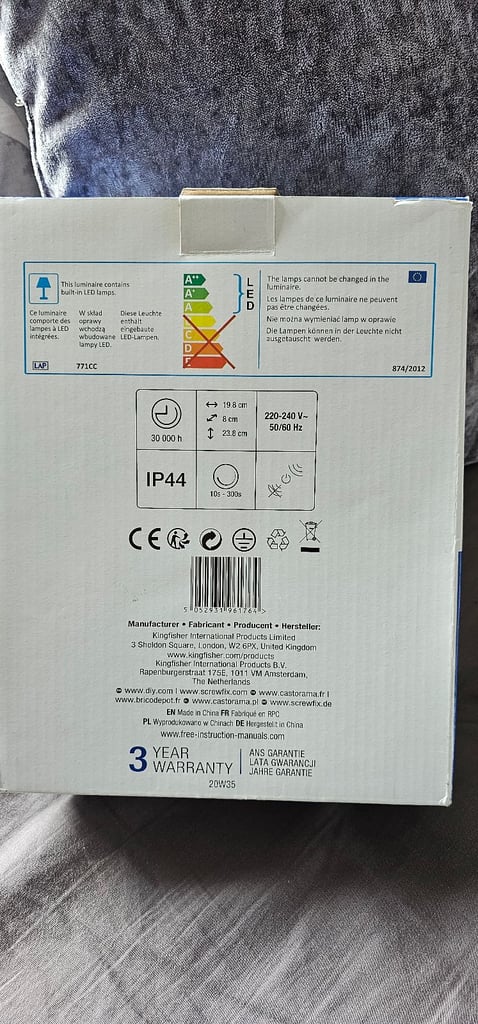 This luminaire contains
built-in LED lamps.
Ce luminaire
comporte des
lampes à LED
intégrées.
W skład
oprawy
wchodzą
wbudowane
lampy LED.
Diese Leuchte
enthält
eingebaute
LED-Lampen.
LAP
771CC
A++
A+
A
C
D
L
E
D
The lamps cannot be changed in the
luminaire.
Les lampes de ce luminaire ne peuvent
pas être changées.
Nie można wymieniać lamp w oprawie
Die Lampen können in der Leuchte nicht
ausgetauscht werden.
874/2012
30 000 h
19.8 cm
8 cm
23.8 cm
220-240 V~
50/60 Hz
IP44
10s - 300s
CE
5 052931 961764 >
Manufacturer • Fabricant • Producent • Hersteller:
Kingfisher International Products Limited
3 Sheldon Square, London, W2 6PX, United Kingdom
www.kingfisher.com/products
Kingfisher International Products B.V.
Rapenburgerstraat 175E, 1011 VM Amsterdam,
The Netherlands
www.diy.com | www.screwfix.com www.castorama.fr |
www.bricodepot.fr www.castorama.pl www.screwfix.de
EN Made in China FR Fabriqué en RPC
PL Wyprodukowano w Chinach DE Hergestellt in China
www.free-instruction-manuals.com
3 YEAR
WARRANTY
ANS GARANTIE
LATA GWARANCJI
JAHRE GARANTIE
20W35